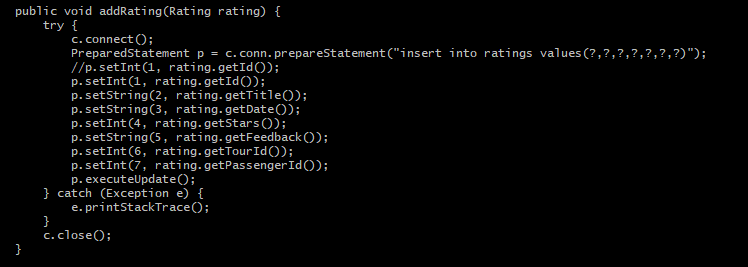 public void addRating(Rating rating) {
    try {
        c.connect();
        PreparedStatement p = c.conn.prepareStatement("insert into ratings values(?,?,?,?,?,?,?)");
        //p.setInt(1, rating.getId());
        p.setInt(1, rating.getId());
        p.setString(2, rating.getTitle());
        p.setString(3, rating.getDate());
        p.setInt(4, rating.getStars());
        p.setString(5, rating.getFeedback());
        p.setInt(6, rating.getTourId());
        p.setInt(7, rating.getPassengerId());
        p.executeUpdate();
    } catch (Exception e) {
        e.printStackTrace();
    }
    c.close();
}